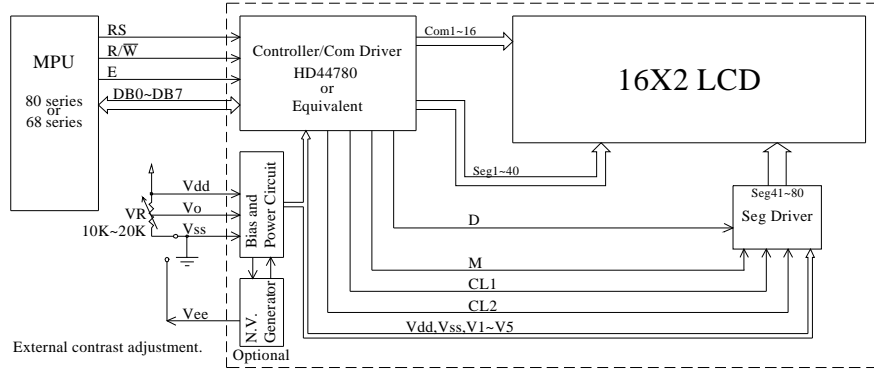 MPU
80 series
or
68 series
RS
R/W̅
E
DB0~DB7
Controller/Com Driver
HD44780
or
Equivalent
Com1~16
16X2 LCD
Seg1~40
Seg41~80
Seg Driver
D
M
CL1
CL2
Vdd,Vss,V1~V5
Bias and
Power Circuit
Vdd
Vo
Vss
VR
10K~20K
N.V.
Generator
Optional
Vee
External contrast adjustment.